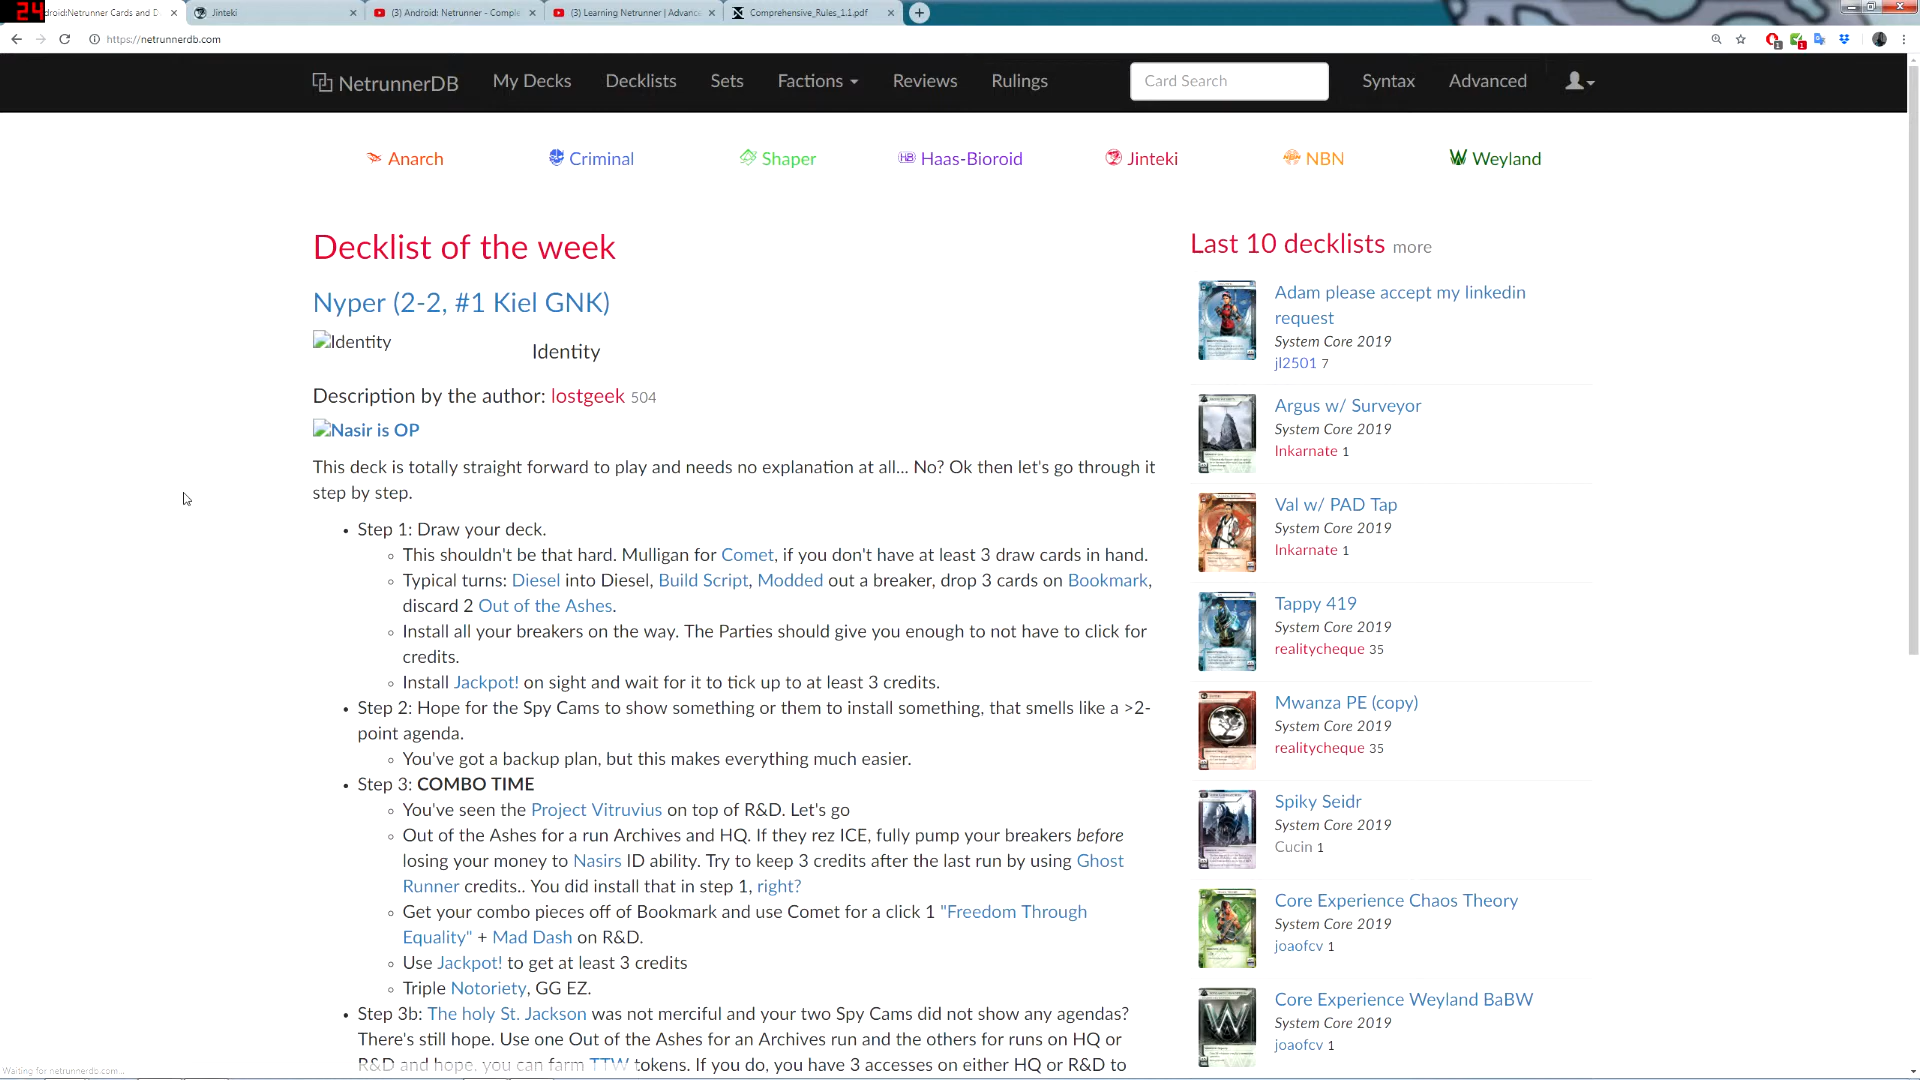 24
droid:Netrunner Cards and D
Jinteki
(3) Android: Netrunner - Comple
(3) Learning Netrunner | Advanc
Comprehensive_Rules_1.1.pdf
https://netrunnerdb.com
NetrunnerDB
My Decks
Decklists
Sets
Factions
Reviews
Rulings
Card Search
Syntax
Advanced
Anarch
Criminal
Shaper
Haas-Bioroid
Jinteki
NBN
Weyland
Decklist of the week
Nyper (2-2, #1 Kiel GNK)
Identity
Identity
Description by the author: lostgeek 504
Nasir is OP
This deck is totally straight forward to play and needs no explanation at all... No? Ok then let's go through it
step by step.
Step 1: Draw your deck.
This shouldn't be that hard. Mulligan for Comet, if you don't have at least 3 draw cards in hand.
Typical turns: Diesel into Diesel, Build Script, Modded out a breaker, drop 3 cards on Bookmark,
discard 2 Out of the Ashes.
Install all your breakers on the way. The Parties should give you enough to not have to click for
credits.
Install Jackpot! on sight and wait for it to tick up to at least 3 credits.
Step 2: Hope for the Spy Cams to show something or them to install something, that smells like a >2-
point agenda.
You've got a backup plan, but this makes everything much easier.
Step 3: COMBO TIME
You've seen the Project Vitruvius on top of R&D. Let's go
Out of the Ashes for a run Archives and HQ. If they rez ICE, fully pump your breakers before
losing your money to Nasirs ID ability. Try to keep 3 credits after the last run by using Ghost
Runner credits.. You did install that in step 1, right?
Get your combo pieces off of Bookmark and use Comet for a click 1 "Freedom Through
Equality" + Mad Dash on R&D.
Use Jackpot! to get at least 3 credits
Triple Notoriety, GG EZ.
Step 3b: The holy St. Jackson was not merciful and your two Spy Cams did not show any agendas?
There's still hope. Use one Out of the Ashes for an Archives run and the others for runs on HQ or
R&D and hope. you can farm TTW tokens. If you do, you have 3 accesses on either HQ or R&D to
Last 10 decklists more
Adam please accept my linkedin
request
System Core 2019
jl2501 7
Argus w/ Surveyor
System Core 2019
Inkarnate 1
Val w/ PAD Tap
System Core 2019
Inkarnate 1
Tappy 419
System Core 2019
realitycheque 35
Mwanza PE (copy)
System Core 2019
realitycheque 35
Spiky Seidr
System Core 2019
Cucin 1
Core Experience Chaos Theory
System Core 2019
joaofcv 1
Core Experience Weyland BaBW
System Core 2019
joaofcv 1
Waiting for netrunnerdb.com...